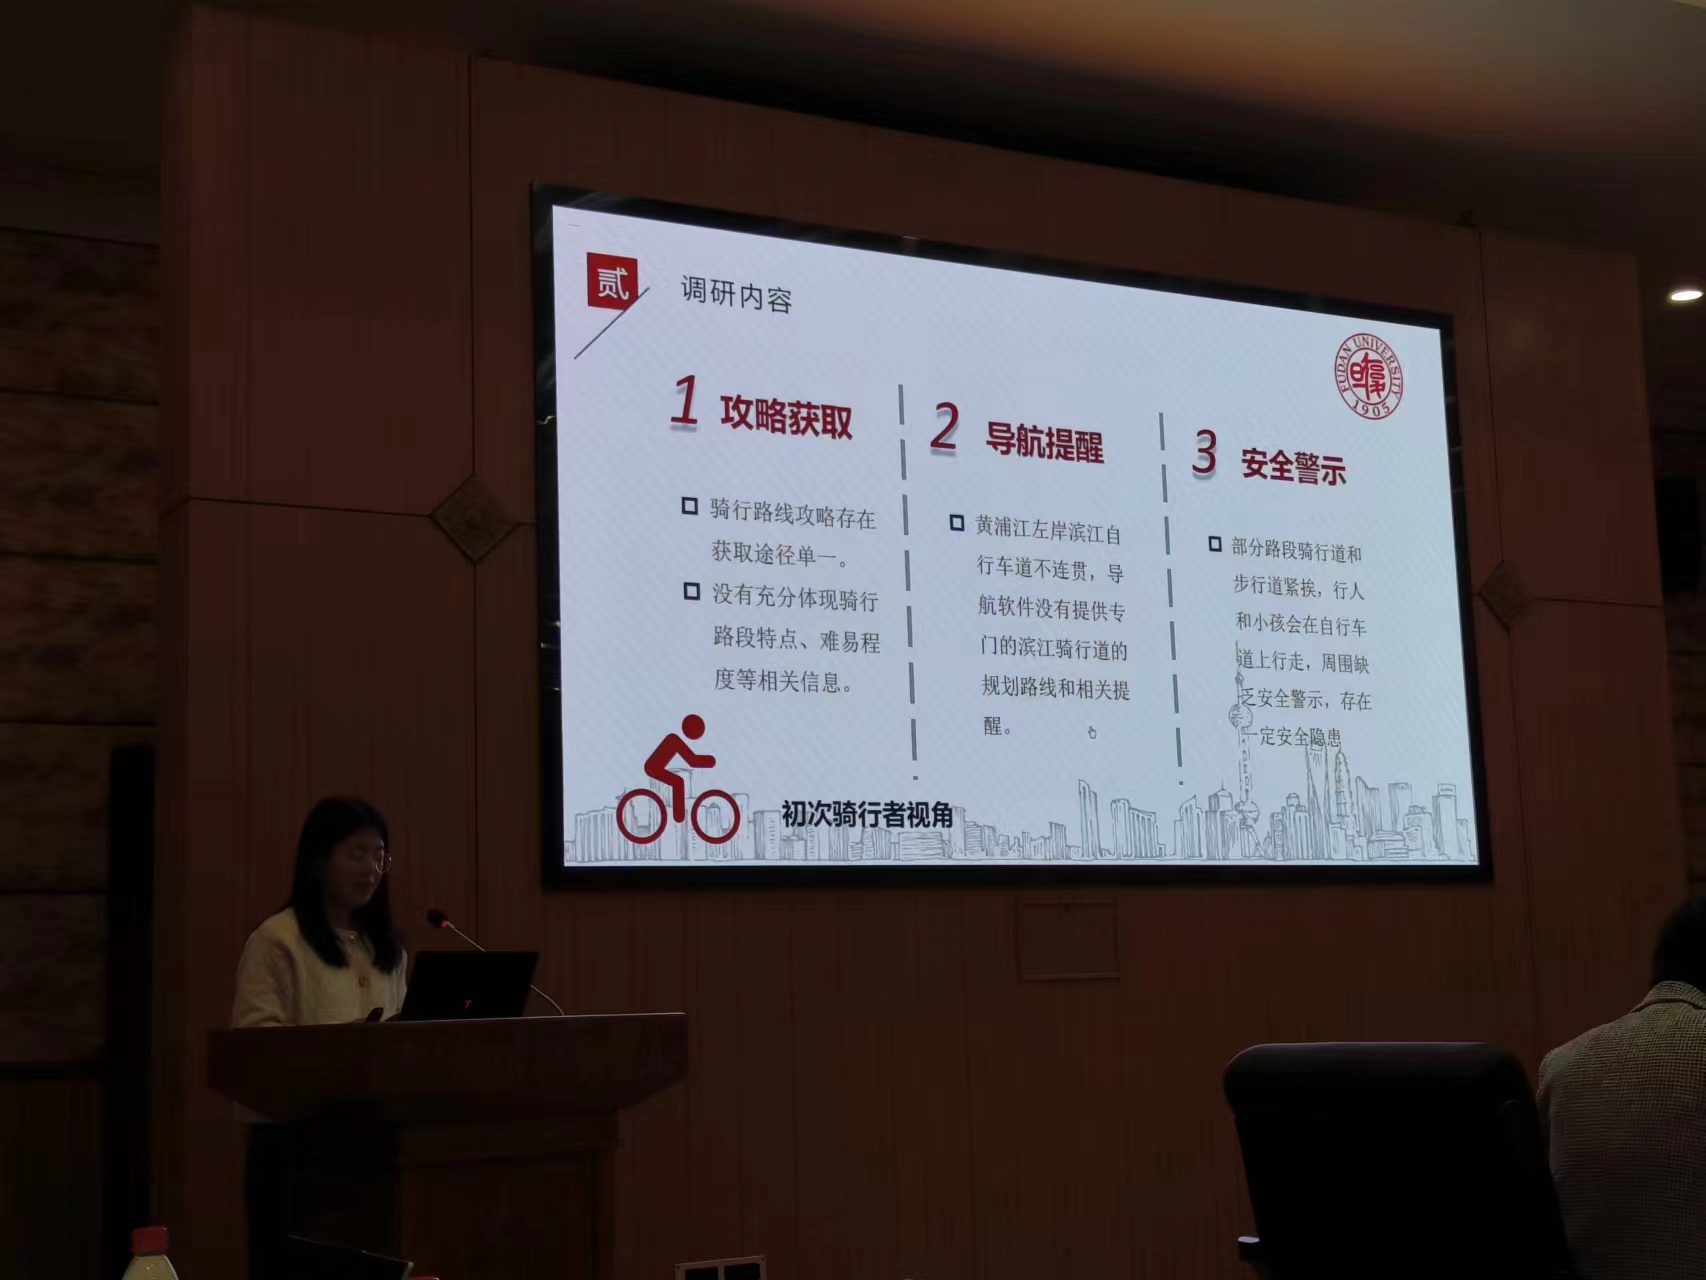 贰
调研内容
FUDAN UNIVERSITY
1905
1 攻略获取
骑行路线攻略存在
获取途径单一。
没有充分体现骑行
路段特点、难易程
度等相关信息。
2 导航提醒
黄浦江左岸滨江自
行车道不连贯，导
航软件没有提供专
门的滨江骑行道的
规划路线和相关提
醒。
3 安全警示
部分路段骑行道和
步行道紧挨，行人
和小孩会在自行车
道上行走，周围缺
乏安全警示，存在
一定安全隐患
初次骑行者视角